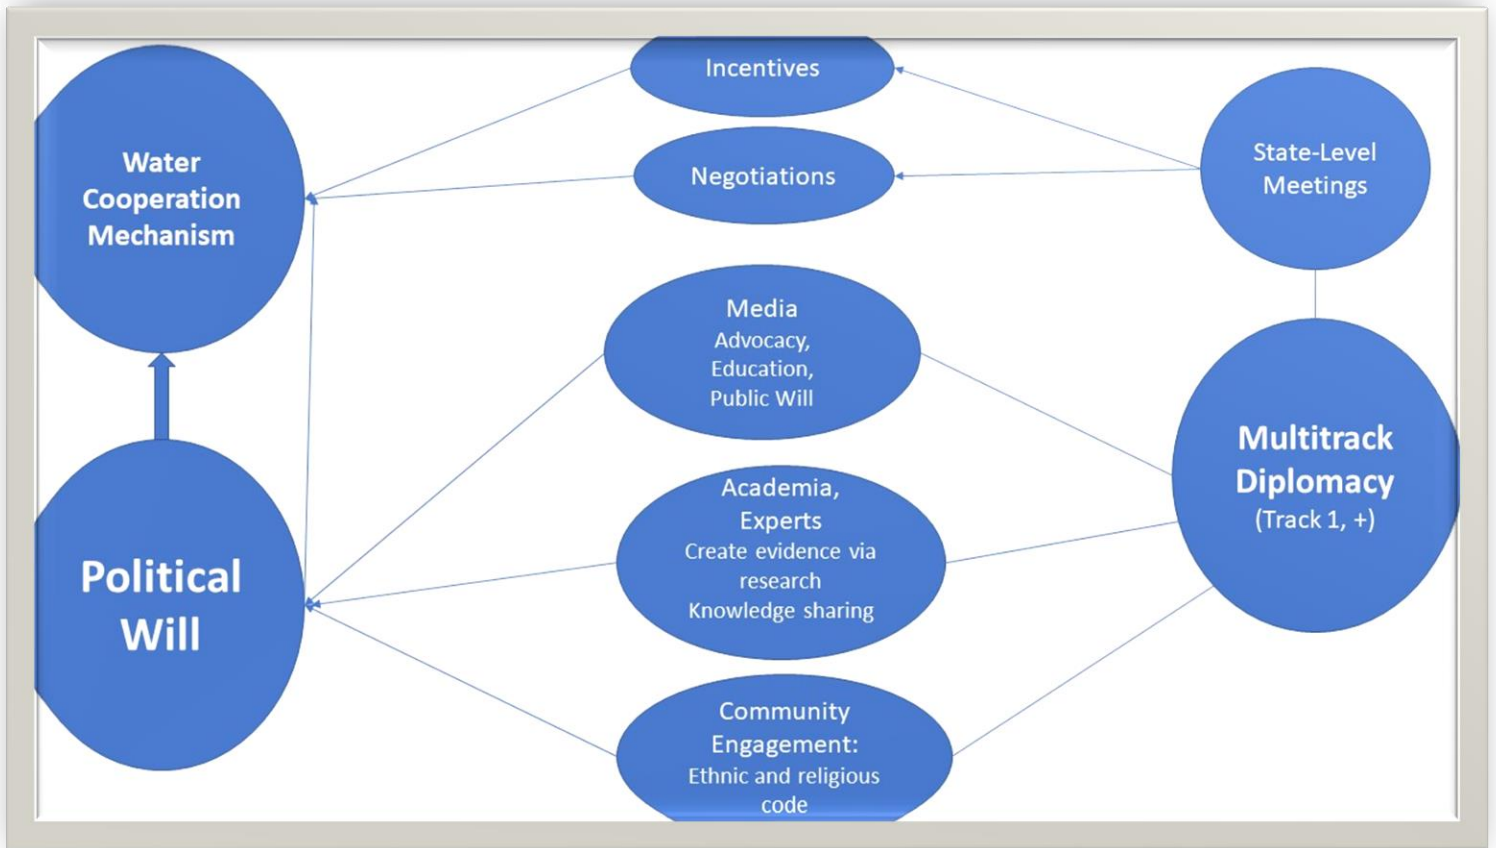 Incentives
Negotiations
State-Level
Meetings
Water
Cooperation
Mechanism
Media
Advocacy,
Education,
Public Will
Multitrack
Diplomacy
(Track 1, +)
Academia,
Experts
Create evidence via
research
Knowledge sharing
Political
Will
Community
Engagement:
Ethnic and religious
code